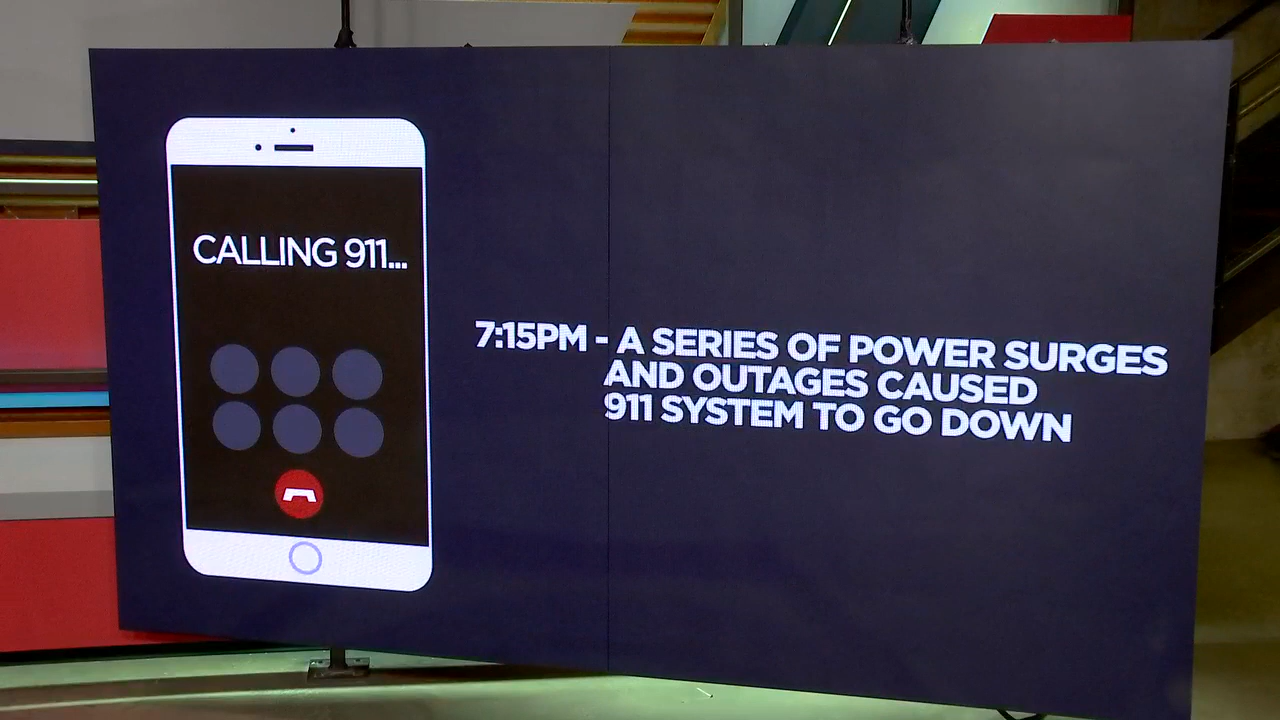 CALLING 911...
7:15PM - A SERIES OF POWER SURGES
AND OUTAGES CAUSED
911 SYSTEM TO GO DOWN